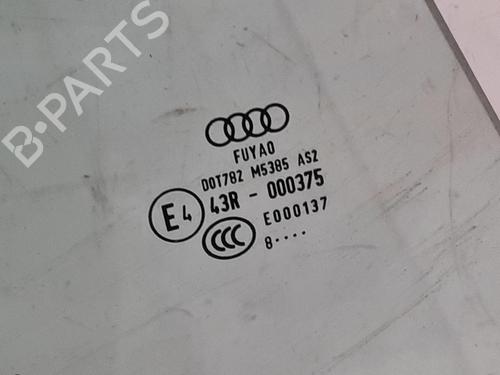 B-PARTS
FUYAO
DOT782 M5385 AS2
E4 43R - 000375
CCC E000137
8····